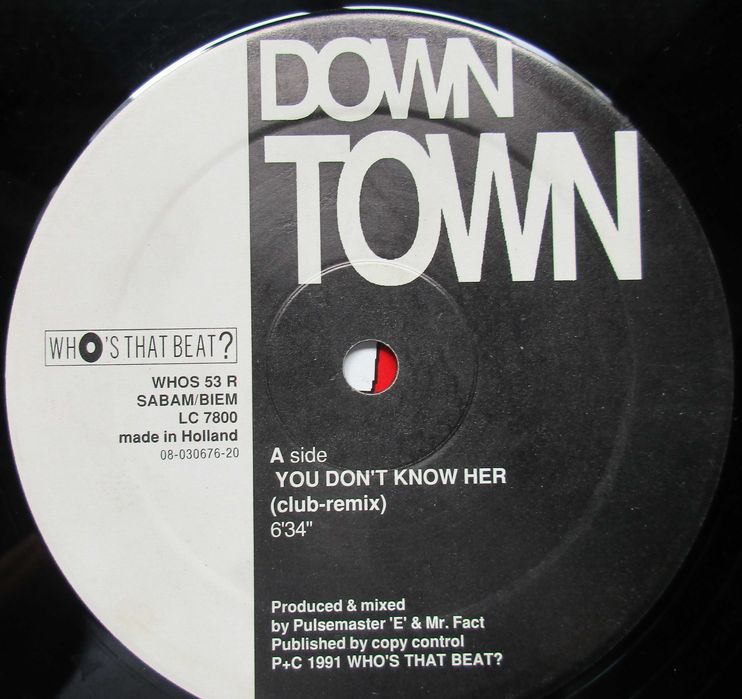 DOWN
TOWN
WHO'S THAT BEAT?
WHOS 53 R
SABAM/BIEM
LC 7800
made in Holland
08-030676-20
A side
YOU DON'T KNOW HER
(club-remix)
6'34"
Produced & mixed
by Pulsemaster 'E' & Mr. Fact
Published by copy control
P+C 1991 WHO'S THAT BEAT?